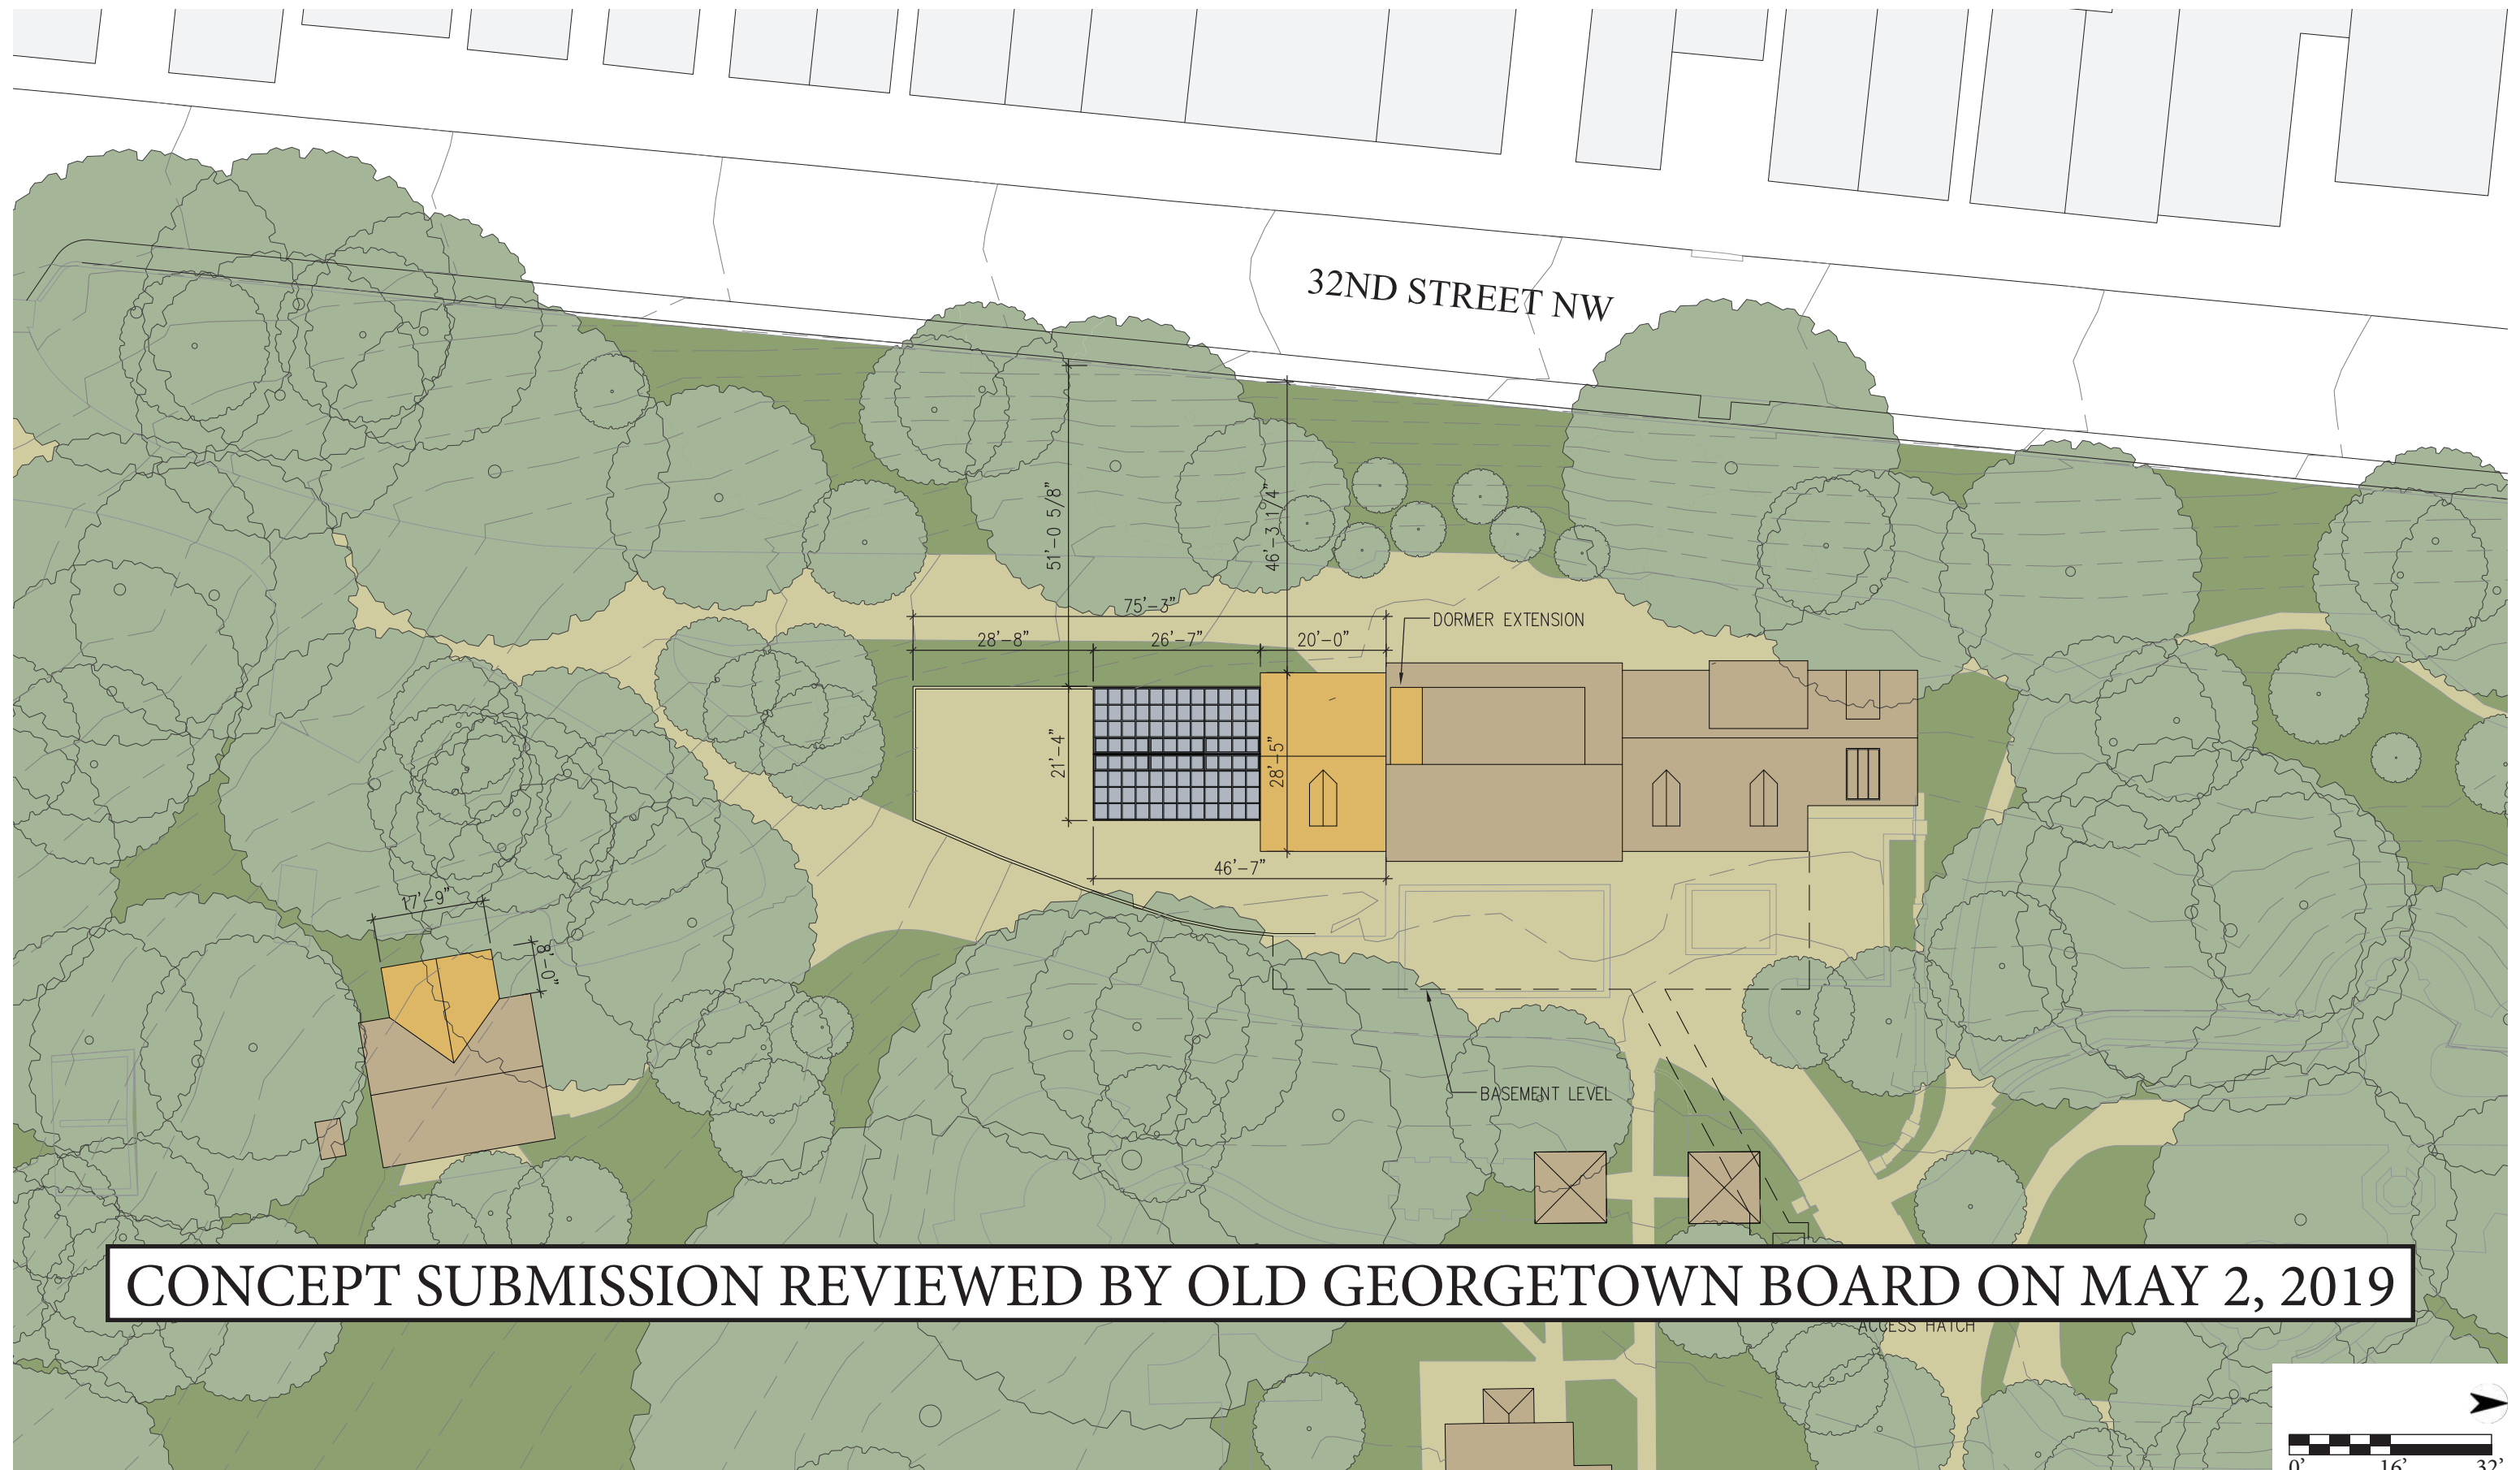 32ND STREET NW
51'-0 5/8"
46'-3 1/4"
75'-3"
DORMER EXTENSION
28'-8"
26'-7"
20'-0"
21'-4"
28'-5"
46'-7"
17'-9"
8'-0"
BASEMENT LEVEL
CONCEPT SUBMISSION REVIEWED BY OLD GEORGETOWN BOARD ON MAY 2, 2019
ACCESS HATCH
0' 16' 32'